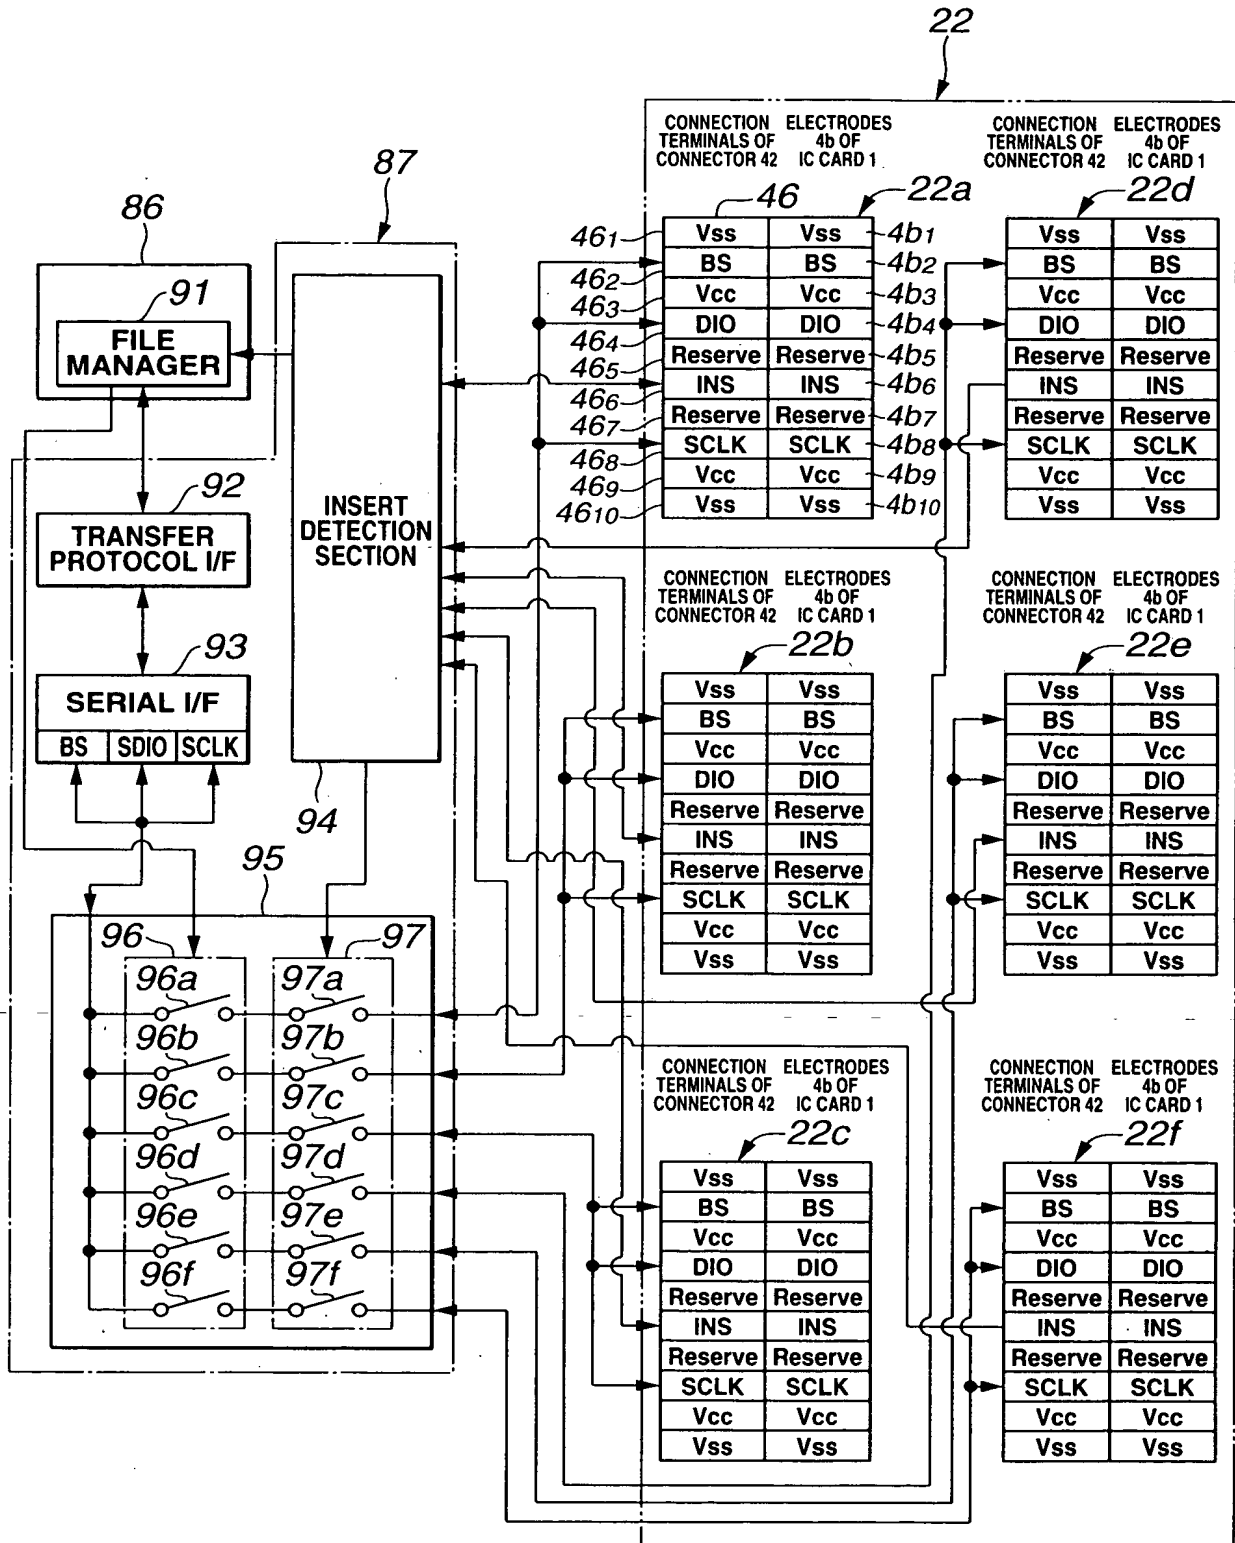 22
CONNECTION TERMINALS OF CONNECTOR 42
ELECTRODES 4b OF IC CARD 1
46
22a
461 Vss Vss 4b1
462 BS BS 4b2
463 Vcc Vcc 4b3
464 DIO DIO 4b4
465 Reserve Reserve 4b5
466 INS INS 4b6
467 Reserve Reserve 4b7
468 SCLK SCLK 4b8
469 Vcc Vcc 4b9
4610 Vss Vss 4b10
CONNECTION TERMINALS OF CONNECTOR 42
ELECTRODES 4b OF IC CARD 1
22d
Vss Vss
BS BS
Vcc Vcc
DIO DIO
Reserve Reserve
INS INS
Reserve Reserve
SCLK SCLK
Vcc Vcc
Vss Vss
86
87
91
FILE
MANAGER
92
TRANSFER
PROTOCOL I/F
93
SERIAL I/F
BS SDIO SCLK
INSERT
DETECTION
SECTION
94
95
96
97
96a 97a
96b 97b
96c 97c
96d 97d
96e 97e
96f 97f
CONNECTION TERMINALS OF CONNECTOR 42
ELECTRODES 4b OF IC CARD 1
22b
Vss Vss
BS BS
Vcc Vcc
DIO DIO
Reserve Reserve
INS INS
Reserve Reserve
SCLK SCLK
Vcc Vcc
Vss Vss
CONNECTION TERMINALS OF CONNECTOR 42
ELECTRODES 4b OF IC CARD 1
22e
Vss Vss
BS BS
Vcc Vcc
DIO DIO
Reserve Reserve
INS INS
Reserve Reserve
SCLK SCLK
Vcc Vcc
Vss Vss
CONNECTION TERMINALS OF CONNECTOR 42
ELECTRODES 4b OF IC CARD 1
22c
Vss Vss
BS BS
Vcc Vcc
DIO DIO
Reserve Reserve
INS INS
Reserve Reserve
SCLK SCLK
Vcc Vcc
Vss Vss
CONNECTION TERMINALS OF CONNECTOR 42
ELECTRODES 4b OF IC CARD 1
22f
Vss Vss
BS BS
Vcc Vcc
DIO DIO
Reserve Reserve
INS INS
Reserve Reserve
SCLK SCLK
Vcc Vcc
Vss Vss